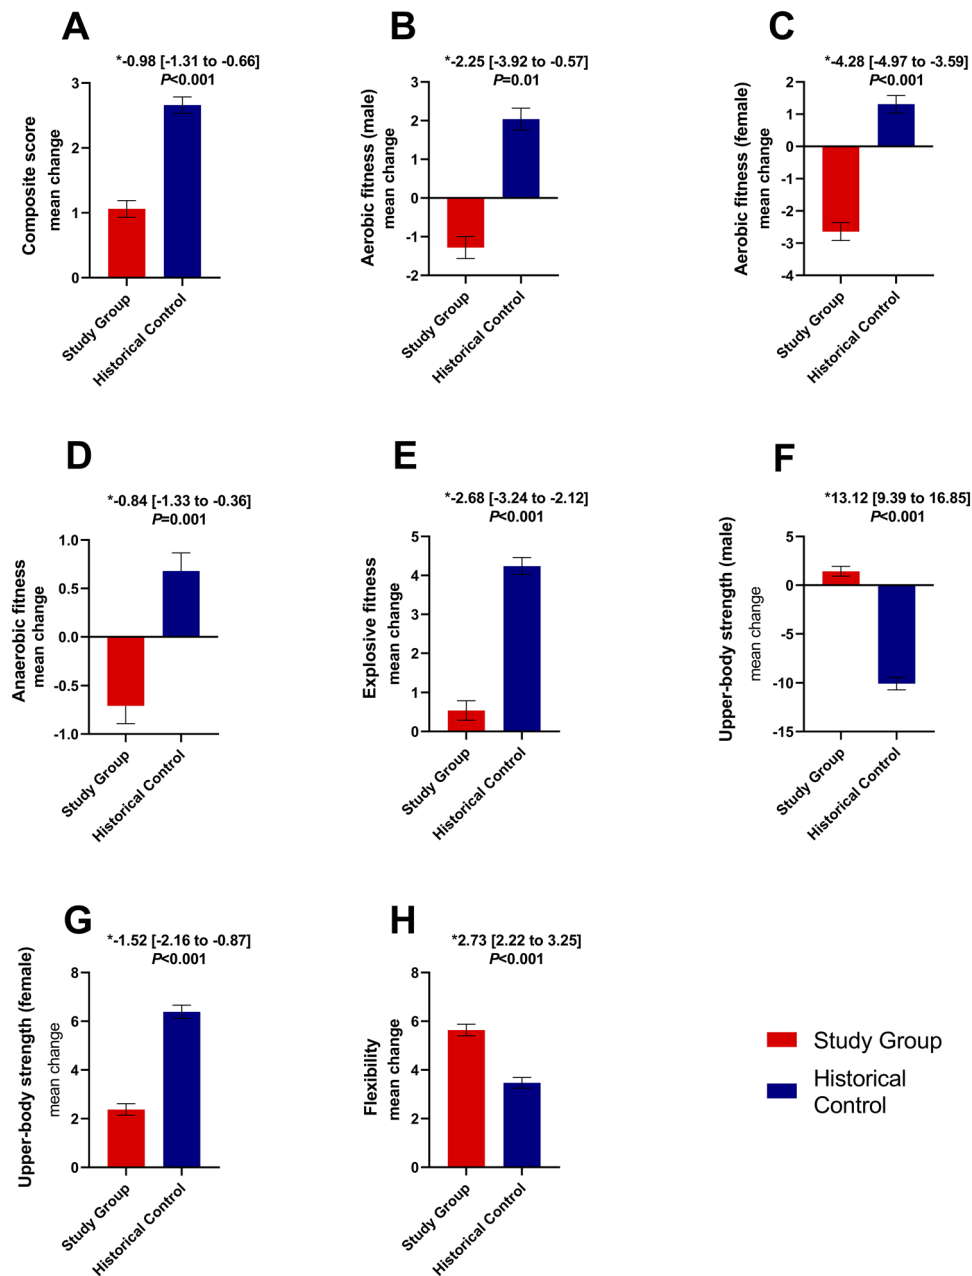 A
*-0.98 [-1.31 to -0.66]
P<0.001
Composite score
mean change
3
2
1
0
Study Group
Historical Control
B
*-2.25 [-3.92 to -0.57]
P=0.01
Aerobic fitness (male)
mean change
3
2
1
0
-1
-2
Study Group
Historical Control
C
*-4.28 [-4.97 to -3.59]
P<0.001
Aerobic fitness (female)
mean change
2
1
0
-1
-2
-3
-4
Study Group
Historical Control
D
*-0.84 [-1.33 to -0.36]
P=0.001
Anaerobic fitness
mean change
1.0
0.5
0.0
-0.5
-1.0
Study Group
Historical Control
E
*-2.68 [-3.24 to -2.12]
P<0.001
Explosive fitness
mean change
5
4
3
2
1
0
Study Group
Historical Control
F
*13.12 [9.39 to 16.85]
P<0.001
Upper-body strength (male)
mean change
5
0
-5
-10
-15
Study Group
Historical Control
G
*-1.52 [-2.16 to -0.87]
P<0.001
Upper-body strength (female)
mean change
8
6
4
2
0
Study Group
Historical Control
H
*2.73 [2.22 to 3.25]
P<0.001
Flexibility
mean change
8
6
4
2
0
Study Group
Historical Control
Study Group
Historical
Control